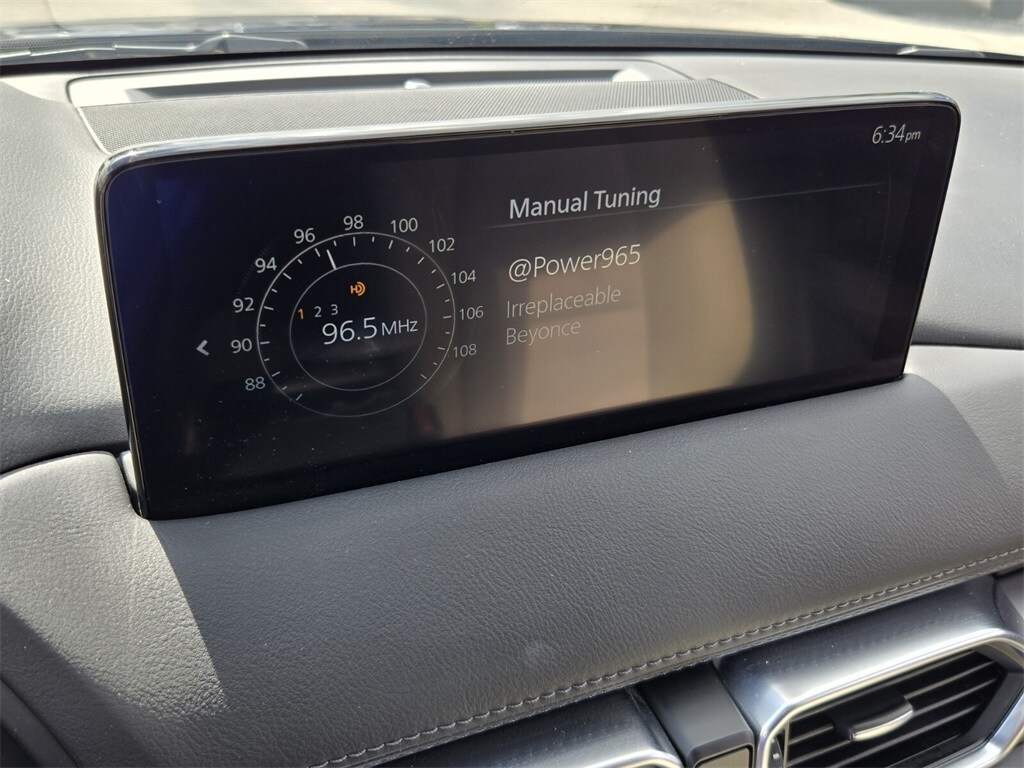 6:34pm
Manual Tuning
@Power965
Irreplaceable
Beyonce
88
90
92
94
96
98
100
102
104
106
108
HD
1 2 3
96.5 MHz